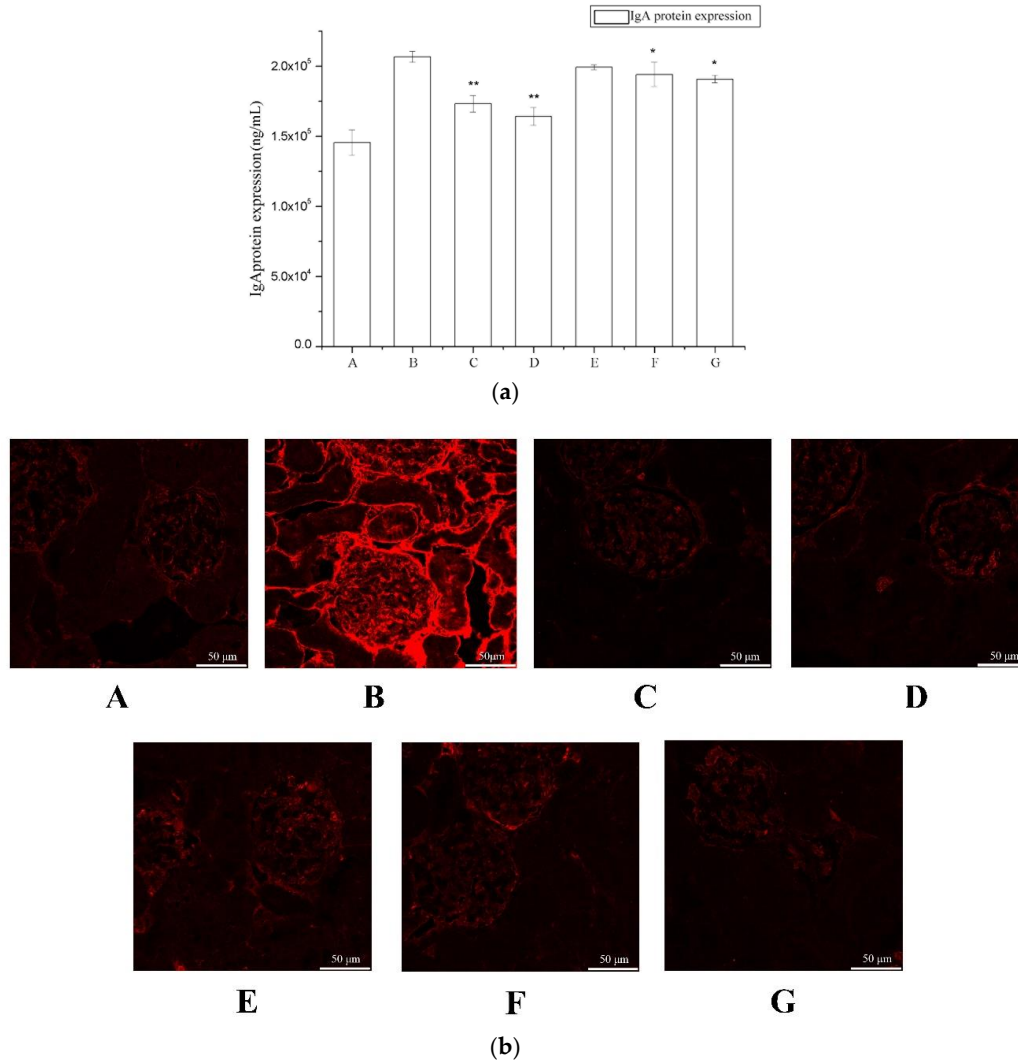 IgA protein expression
IgAprotein expression(ng/mL)
2.0x10⁵
1.5x10⁵
1.0x10⁵
5.0x10⁴
0.0
** ** * *
A B C D E F G
(a)
50 µm 50µm 50 µm 50 µm
A B C D
50 µm 50 µm 50 µm
E F G
(b)